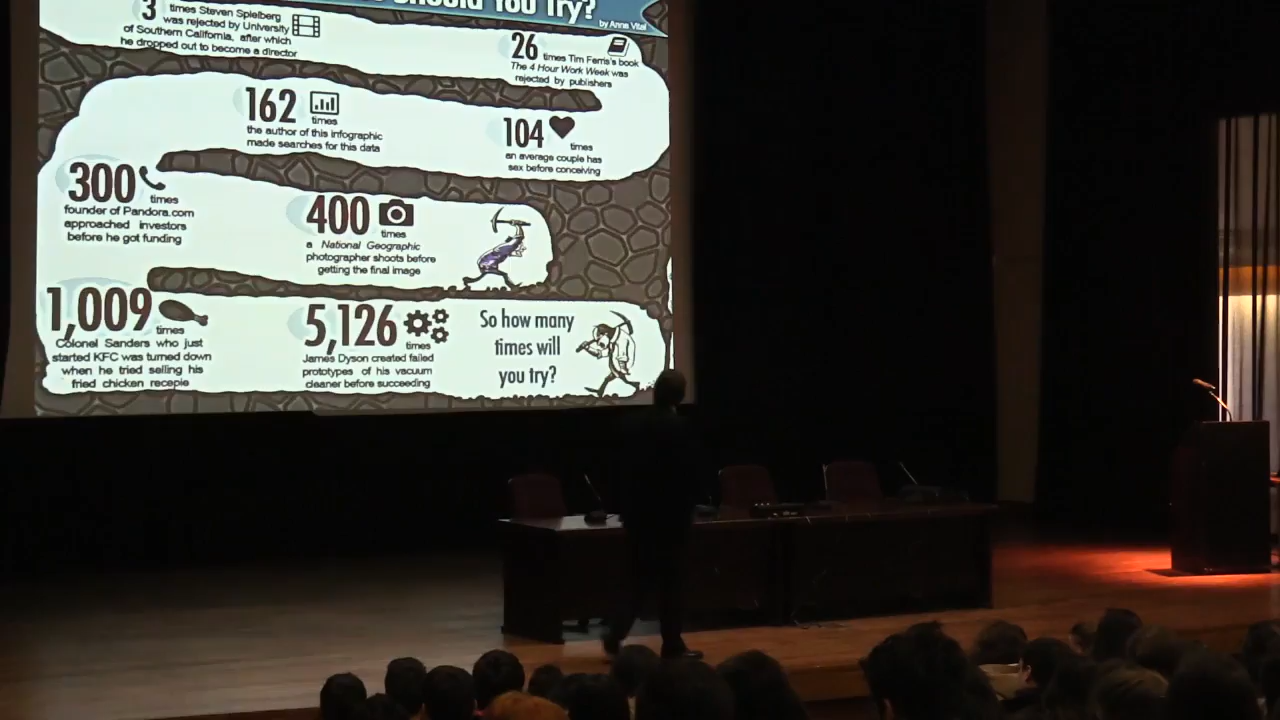 Should You Try?
by Anna Vital
3 times Steven Spielberg
was rejected by University
of Southern California, after which
he dropped out to become a director
26 times Tim Ferris's book
The 4 Hour Work Week was
rejected by publishers
162 times
the author of this infographic
made searches for this data
104 times
an average couple has
sex before conceiving
300 times
founder of Pandora.com
approached investors
before he got funding
400 times
a National Geographic
photographer shoots before
getting the final image
1,009 times
Colonel Sanders who just
started KFC was turned down
when he tried selling his
fried chicken recepie
5,126 times
James Dyson created failed
prototypes of his vacuum
cleaner before succeeding
So how many
times will
you try?